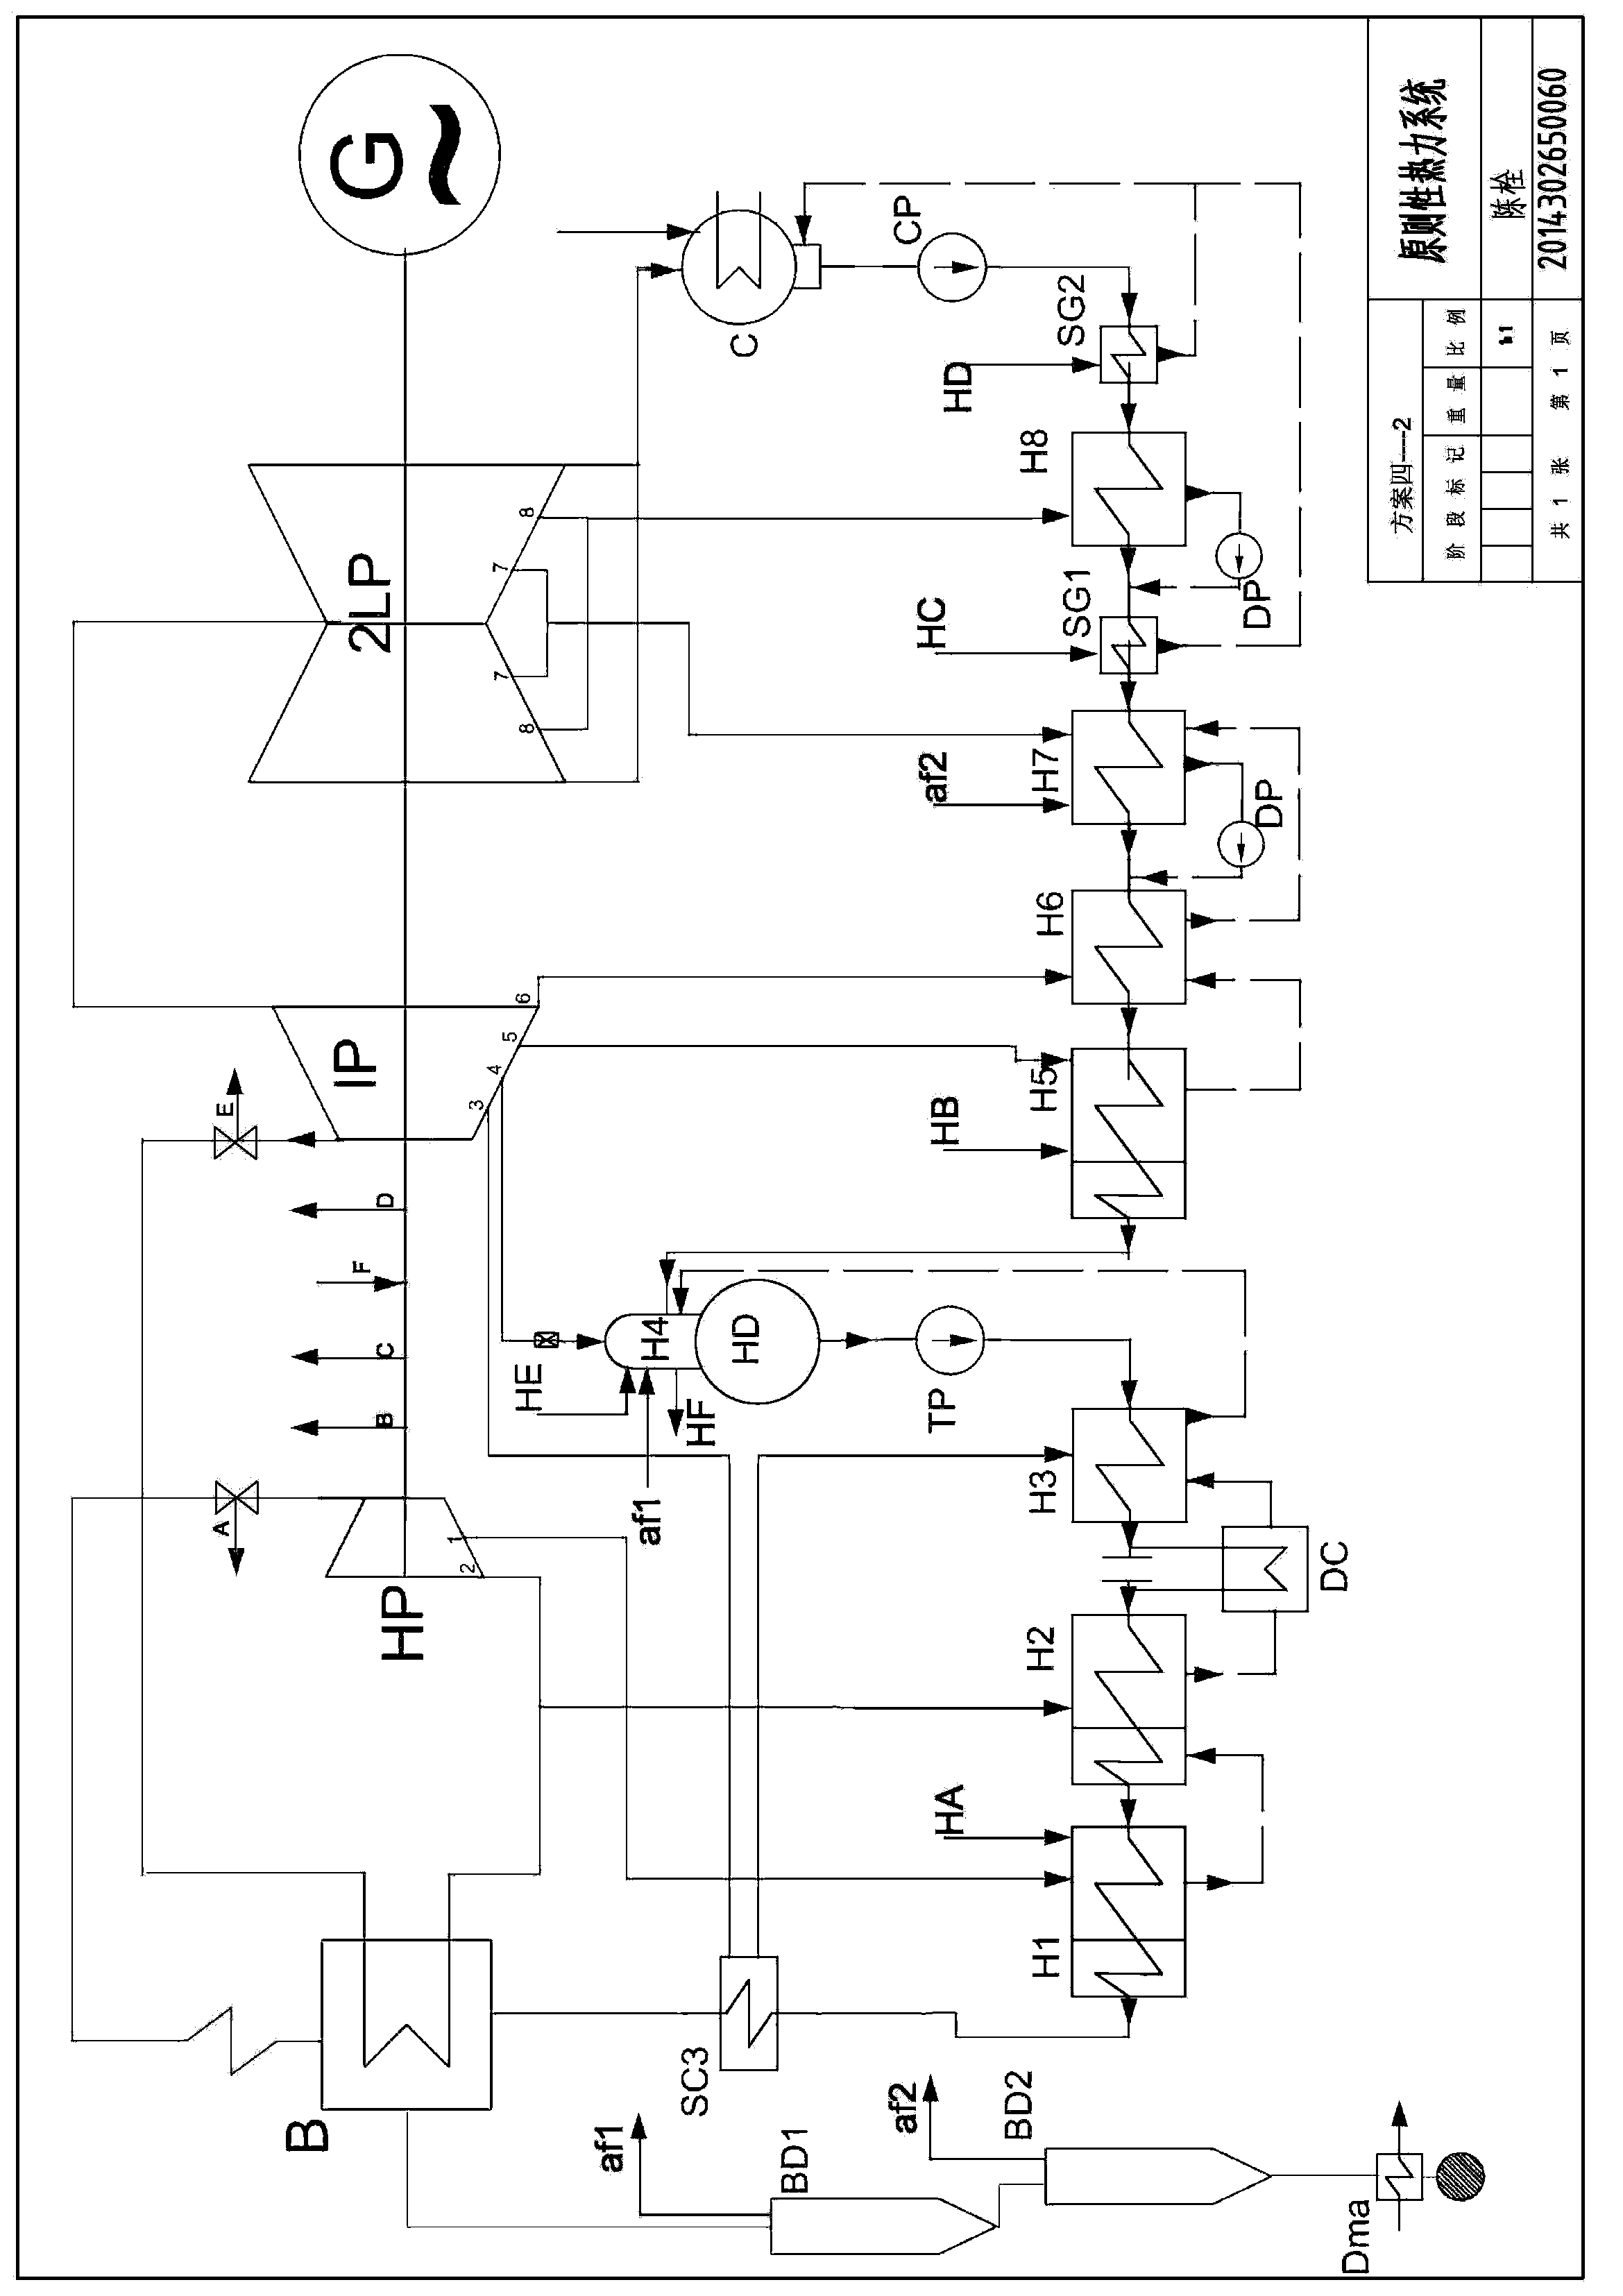 B
HP
A
B
C
F
D
E
IP
2LP
G
~
1
2
3
4
5
6
7
7
8
8
af1
BD1
SC3
HE
H4
HD
HF
af1
C
af2
BD2
HA
TP
HB
af2
HC
HD
CP
H1
H2
H3
H5
H6
H7
SG1
H8
SG2
Dma
DC
DP
DP
方案四---2
原则性热力系统
阶 段 标 记 重 量 比 例
1:1
陈栓
共 1 张 第 1 页
2014302650060